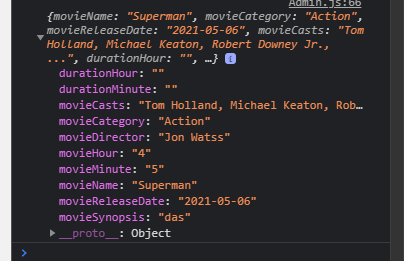 Admin.js:66
{movieName: "Superman", movieCategory: "Action",
movieReleaseDate: "2021-05-06", movieCasts: "Tom
Holland, Michael Keaton, Robert Downey Jr.,
...", durationHour: "", …} i
durationHour: ""
durationMinute: ""
movieCasts: "Tom Holland, Michael Keaton, Rob…
movieCategory: "Action"
movieDirector: "Jon Watss"
movieHour: "4"
movieMinute: "5"
movieName: "Superman"
movieReleaseDate: "2021-05-06"
movieSynopsis: "das"
__proto__: Object